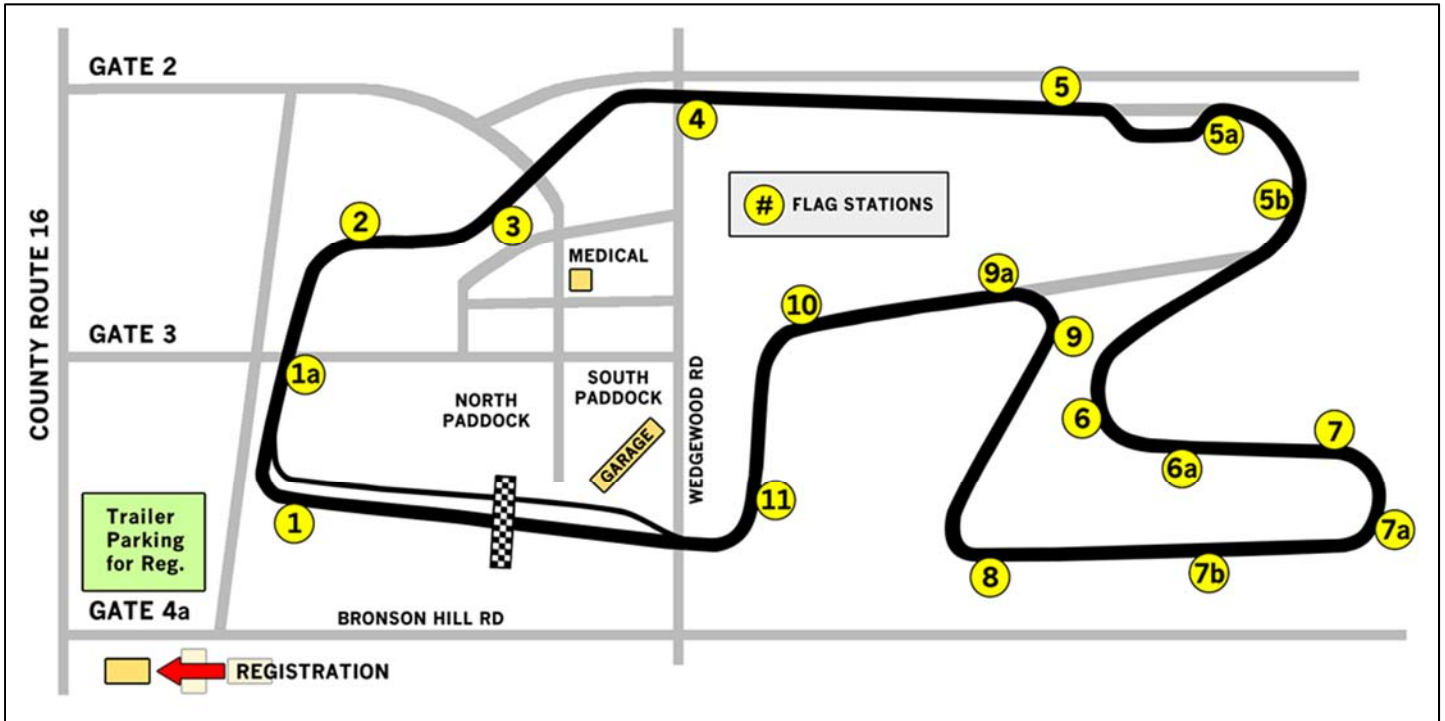 GATE 2
5
4
5a
# FLAG STATIONS
5b
2
3
MEDICAL
9a
10
COUNTY ROUTE 16
GATE 3
9
1a
SOUTH
PADDOCK
WEDGEWOOD RD
NORTH
PADDOCK
6
7
GARAGE
6a
11
1
7a
Trailer
Parking
for Reg.
8
7b
GATE 4a
BRONSON HILL RD
REGISTRATION